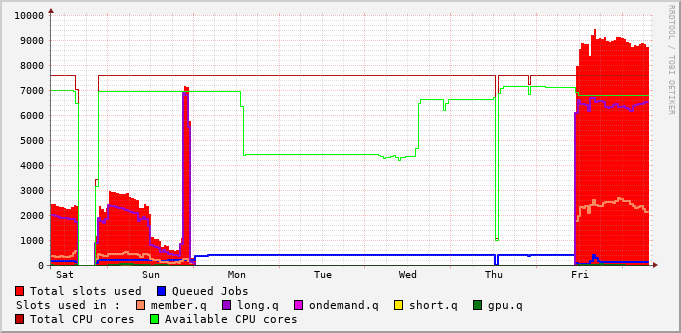 10000
9000
8000
7000
6000
5000
4000
3000
2000
1000
0
Sat Sun Mon Tue Wed Thu Fri
Total slots used Queued Jobs
Slots used in : member.q long.q ondemand.q short.q gpu.q
Total CPU cores Available CPU cores
RRDTOOL / TOBI OETIKER